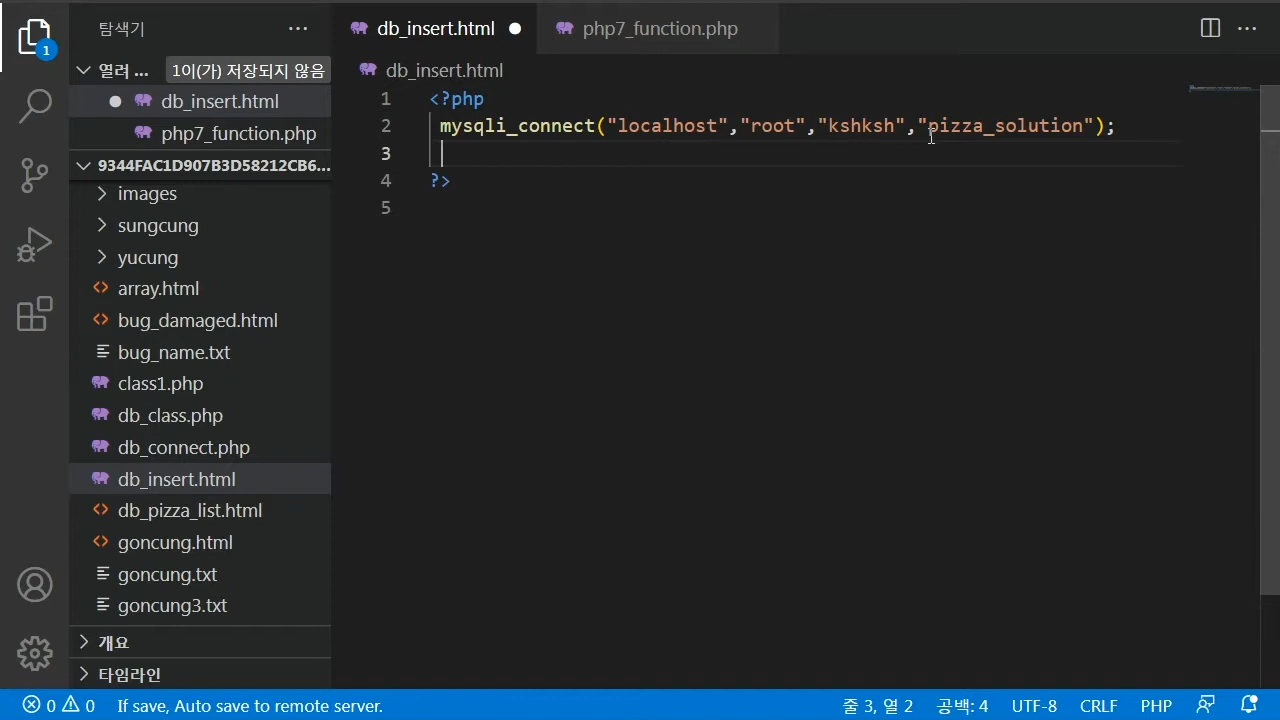 탐색기
열려 ...
1이(가) 저장되지 않음
db_insert.html
php7_function.php
9344FAC1D907B3D58212CB6...
images
sungcung
yucung
array.html
bug_damaged.html
bug_name.txt
class1.php
db_class.php
db_connect.php
db_insert.html
db_pizza_list.html
goncung.html
goncung.txt
goncung3.txt
개요
타임라인
1
db_insert.html
php7_function.php
db_insert.html
1 <?php
2 mysqli_connect("localhost","root","kshksh","pizza_solution");
3
4 ?>
5
0 0 If save, Auto save to remote server.
줄 3, 열 2 공백: 4 UTF-8 CRLF PHP